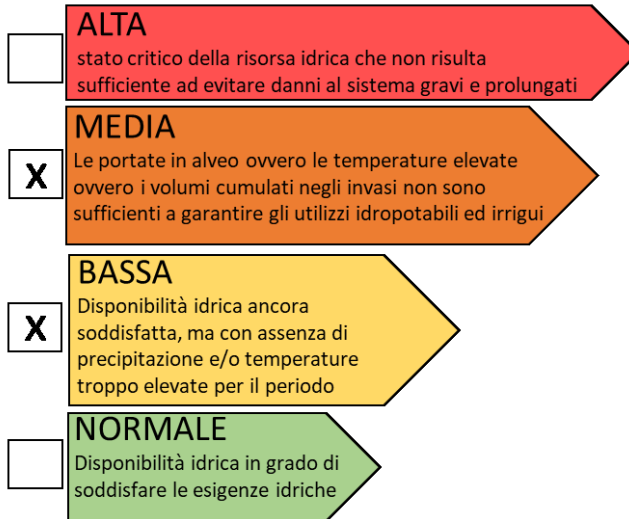 ALTA
stato critico della risorsa idrica che non risulta
sufficiente ad evitare danni al sistema gravi e prolungati
X
MEDIA
Le portate in alveo ovvero le temperature elevate
ovvero i volumi cumulati negli invasi non sono
sufficienti a garantire gli utilizzi idropotabili ed irrigui
X
BASSA
Disponibilità idrica ancora
soddisfatta, ma con assenza di
precipitazione e/o temperature
troppo elevate per il periodo
NORMALE
Disponibilità idrica in grado di
soddisfare le esigenze idriche